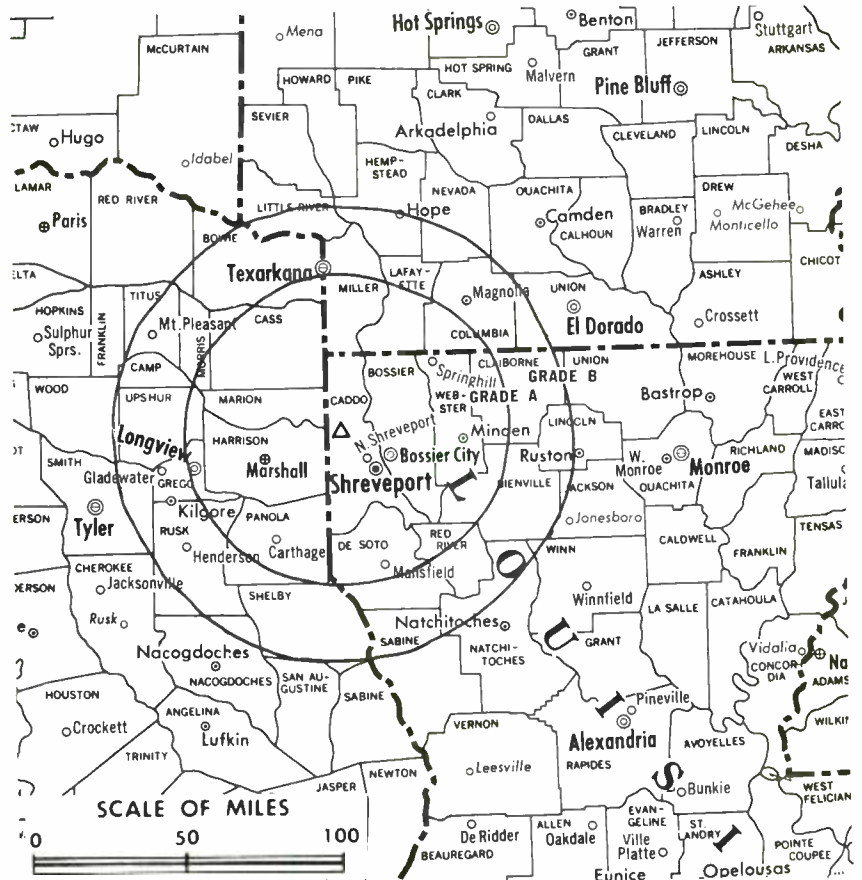 Mena
Hot Springs
Benton
Stuttgart
McCURTAIN
GRANT
JEFFERSON
ARKANSAS
HOWARD
PIKE
HOT SPRING
Malvern
Pine Bluff
CLARK
SEVIER
CTAW
Hugo
Arkadelphia
DALLAS
CLEVELAND
LINCOLN
DESHA
Idabel
HEMP-
STEAD
LAMAR
RED RIVER
NEVADA
OUACHITA
DREW
LITTLE RIVER
Hope
Paris
Camden
CALHOUN
BRADLEY
Warren
McGehee
Monticello
BOWIE
Texarkana
LAFAY-
ETTE
CHICOT
ELTA
MILLER
UNION
ASHLEY
TITUS
Magnolia
HOPKINS
CASS
El Dorado
Crossett
Sulphur
Sprs.
FRANKLIN
Mt. Pleasant
MORRIS
COLUMBIA
CAMP
BOSSIER
Springhill
CLAIBORNE
UNION
MOREHOUSE
L. Providence
GRADE B
WOOD
UPSHUR
MARION
CADDO
WEB-
STER
GRADE A
Bastrop
WEST
CARROLL
EAST
CARRO
LINCOLN
Longview
HARRISON
N. Shreveport
Minden
SMITH
Marshall
Bossier City
Ruston
W.
Monroe
Monroe
RICHLAND
MADISO
Gladewater
GREGG
Shreveport
BIENVILLE
JACKSON
OUACHITA
Tallula
L
ERSON
Tyler
Kilgore
PANOLA
Jonesboro
TENSAS
RUSK
Henderson
Carthage
DE SOTO
RED
RIVER
WINN
CALDWELL
FRANKLIN
CHEROKEE
Mansfield
O
DERSON
Jacksonville
SHELBY
Winnfield
LA SALLE
CATAHOULA
Rusk
Natchitoches
e
SABINE
U
GRANT
Nacogdoches
NATCHI-
TOCHES
Vidalia
CONCOR-
DIA
Na
ADAMS
NACOGDOCHES
SAN AU-
GUSTINE
HOUSTON
SABINE
I
Pineville
ANGELINA
Crockett
Lufkin
VERNON
WILKIN
Alexandria
AVOYELLES
TRINITY
NEWTON
Leesville
RAPIDES
JASPER
S
Bunkie
WEST
FELICIAN
SCALE OF MILES
0 50 100
De Ridder
ALLEN
Oakdale
EVAN-
GELINE
Ville
Platte
ST.
LANDRY
I
BEAUREGARD
POINTE
COUPEE
Eunice
Opelousas